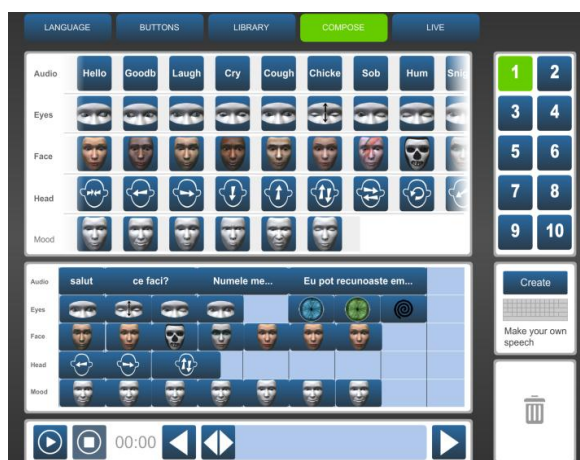 LANGUAGE BUTTONS LIBRARY COMPOSE LIVE
Audio Hello Goodb Laugh Cry Cough Chicke Sob Hum Snig
Eyes
Face
Head
Mood
1 2
3 4
5 6
7 8
9 10
Audio salut ce faci? Numele me... Eu pot recunoaste em...
Eyes
Face
Head
Mood
Create
Make your own
speech
00:00